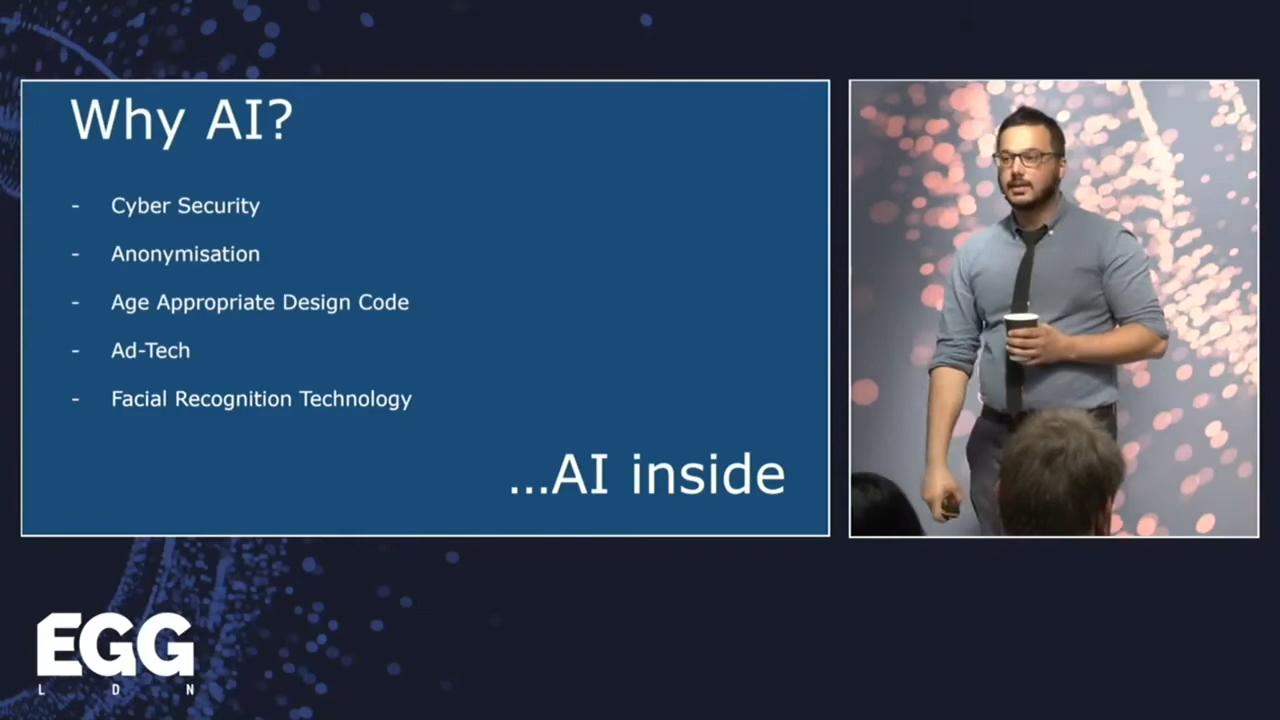 Why AI?
- Cyber Security
- Anonymisation
- Age Appropriate Design Code
- Ad-Tech
- Facial Recognition Technology
...AI inside
EGG
L D N